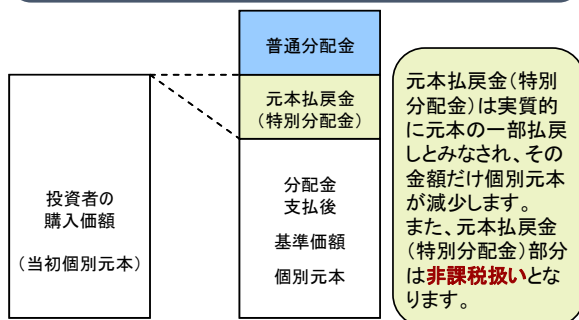 普通分配金
元本払戻金
(特別分配金)
投資者の
購入価額
(当初個別元本)
分配金
支払後
基準価額
個別元本
元本払戻金(特別
分配金)は実質的
に元本の一部払戻
しとみなされ、その
金額だけ個別元本
が減少します。
また、元本払戻金
(特別分配金)部分
は非課税扱いとな
ります。